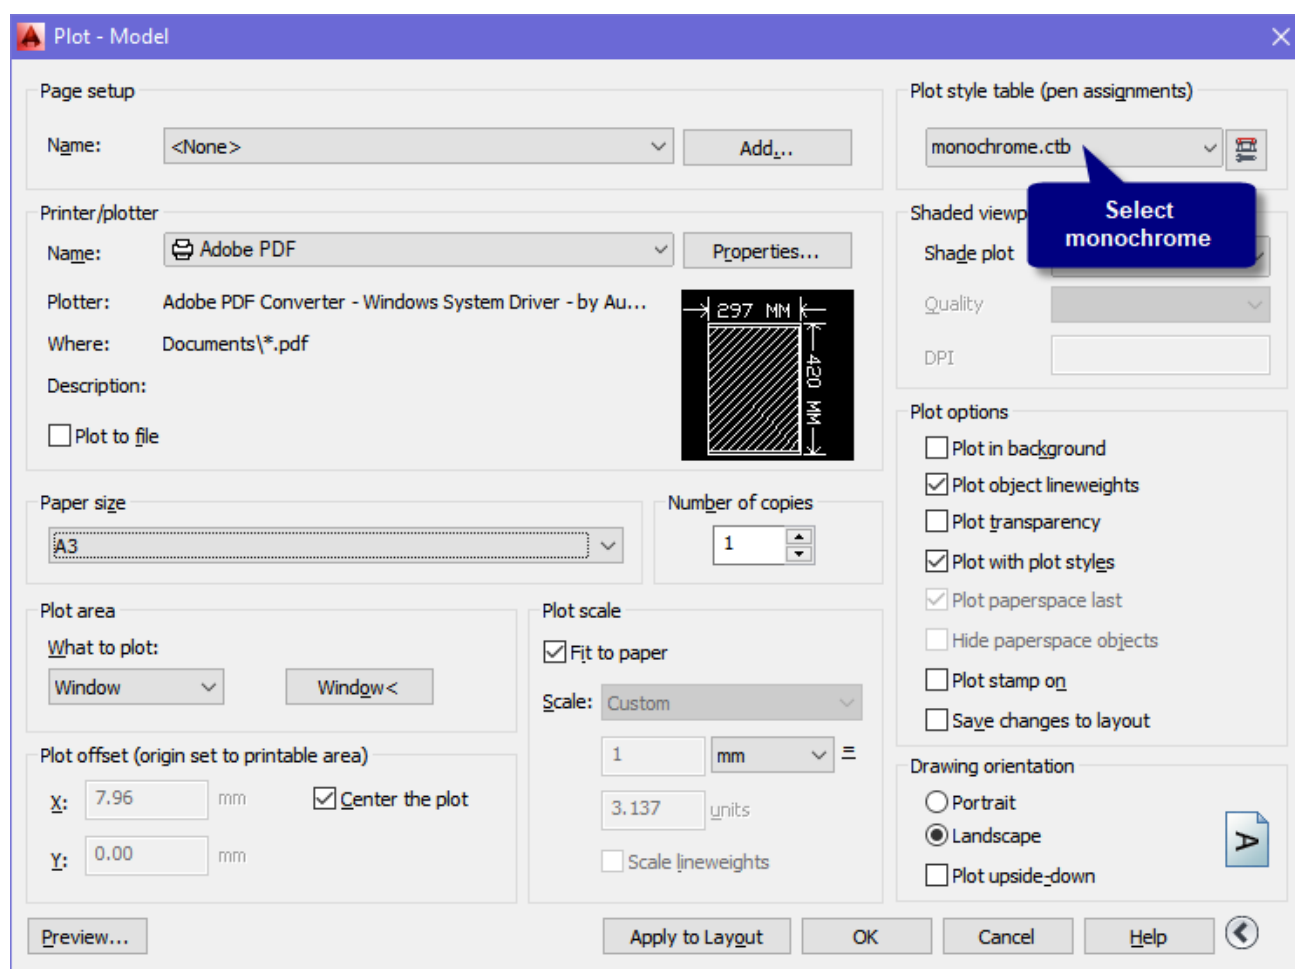 Plot - Model
Page setup
Name:
<None>
Add...
Plot style table (pen assignments)
monochrome.ctb
Select
monochrome
Printer/plotter
Name:
Adobe PDF
Properties...
Plotter:
Adobe PDF Converter - Windows System Driver - by Au...
Where:
Documents\*.pdf
Description:
Plot to file
297 MM
420 MM
Shaded viewp
Shade plot
Quality
DPI
Paper size
A3
Number of copies
1
Plot options
Plot in background
Plot object lineweights
Plot transparency
Plot with plot styles
Plot paperspace last
Hide paperspace objects
Plot stamp on
Save changes to layout
Plot area
What to plot:
Window
Window<
Plot scale
Fit to paper
Scale:
Custom
1
mm
=
3.137
units
Scale lineweights
Plot offset (origin set to printable area)
X:
7.96
mm
Center the plot
Y:
0.00
mm
Drawing orientation
Portrait
Landscape
Plot upside-down
A
Preview...
Apply to Layout
OK
Cancel
Help